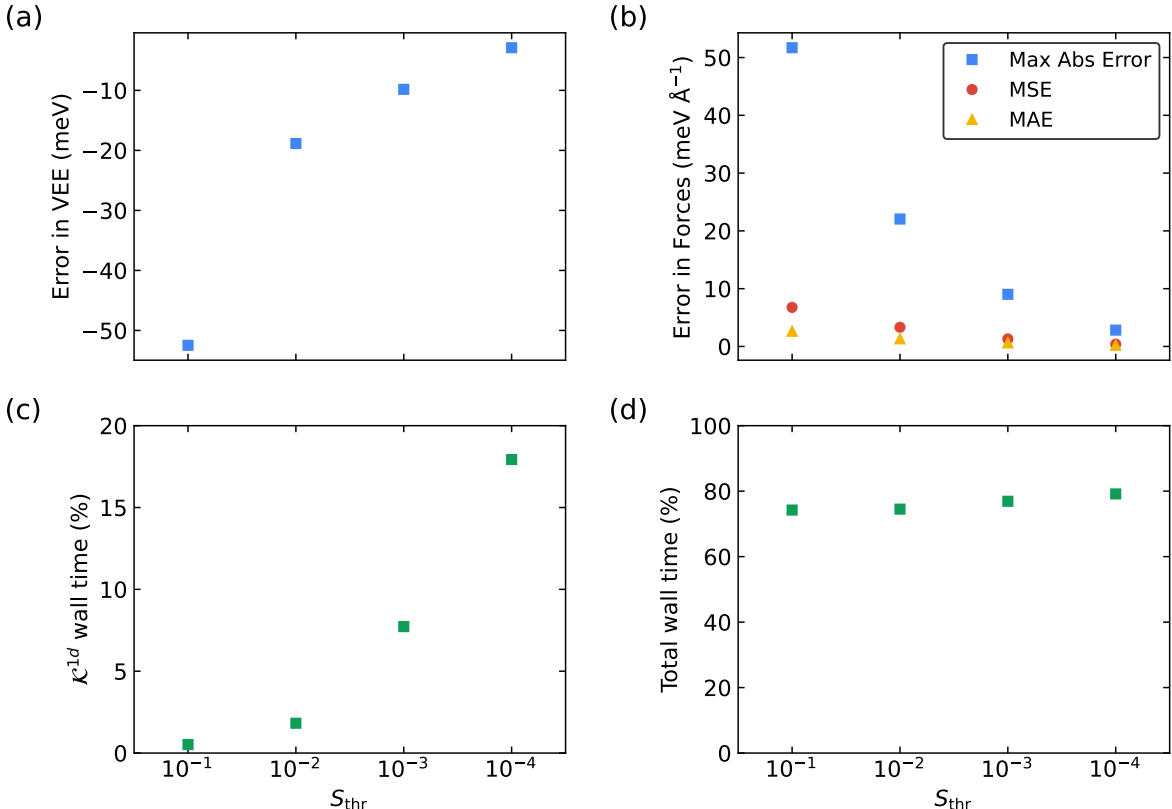 (a)
Error in VEE (meV)
−10
−20
−30
−40
−50
(b)
Error in Forces (meV Å⁻¹)
50
40
30
20
10
0
Max Abs Error
MSE
MAE
(c)
𝒦¹ᵈ wall time (%)
20
15
10
5
0
10⁻¹ 10⁻² 10⁻³ 10⁻⁴
S_thr
(d)
Total wall time (%)
100
80
60
40
20
0
10⁻¹ 10⁻² 10⁻³ 10⁻⁴
S_thr